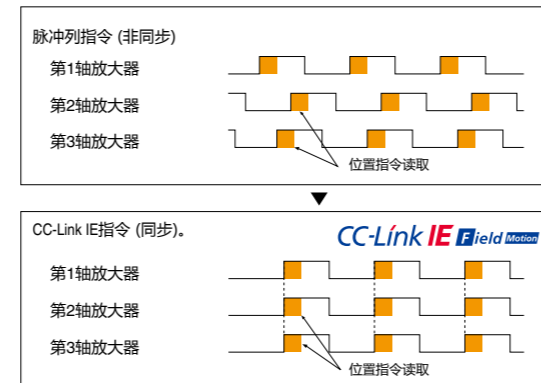 脉冲列指令 (非同步)
第1轴放大器
第2轴放大器
第3轴放大器
位置指令读取
CC-Link IE指令 (同步)。
CC-Link IE Field Motion
第1轴放大器
第2轴放大器
第3轴放大器
位置指令读取